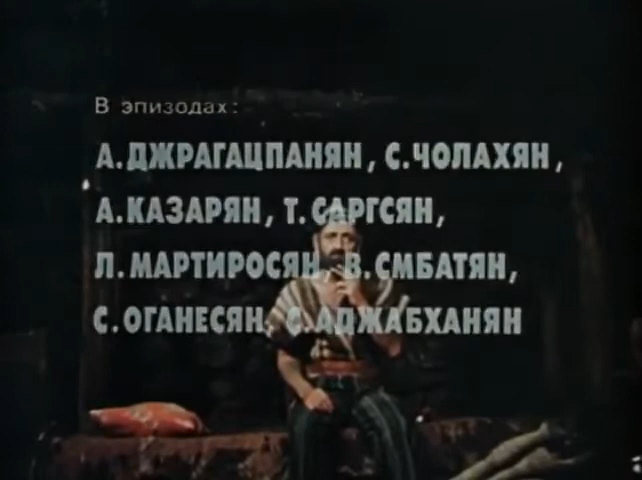 В эпизодах:
А.ДЖРАГАЦПАНЯН, С.ЧОЛАХЯН,
А.КАЗАРЯН, Т.САРГСЯН,
Л.МАРТИРОСЯН, В.СМБАТЯН,
С.ОГАНЕСЯН, С.АДЖАБХАНЯН